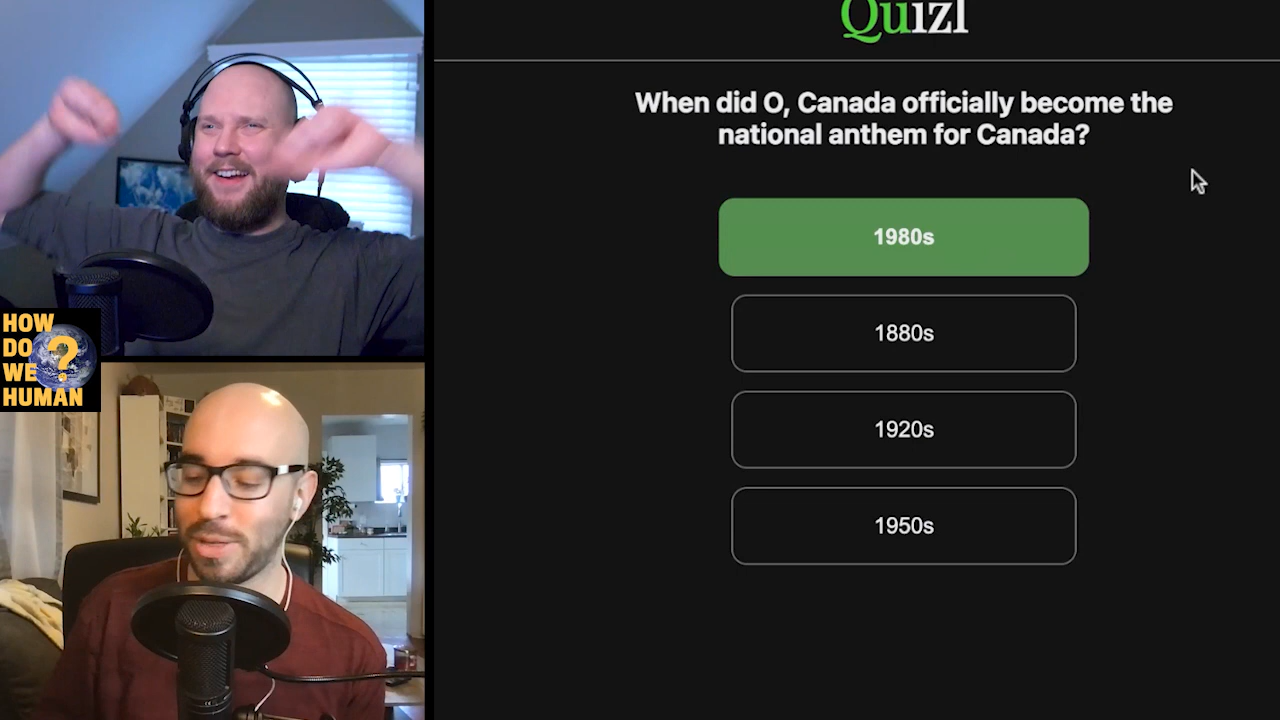 Quizl
When did O, Canada officially become the
national anthem for Canada?
1980s
1880s
1920s
1950s
HOW
DO
WE ?
HUMAN